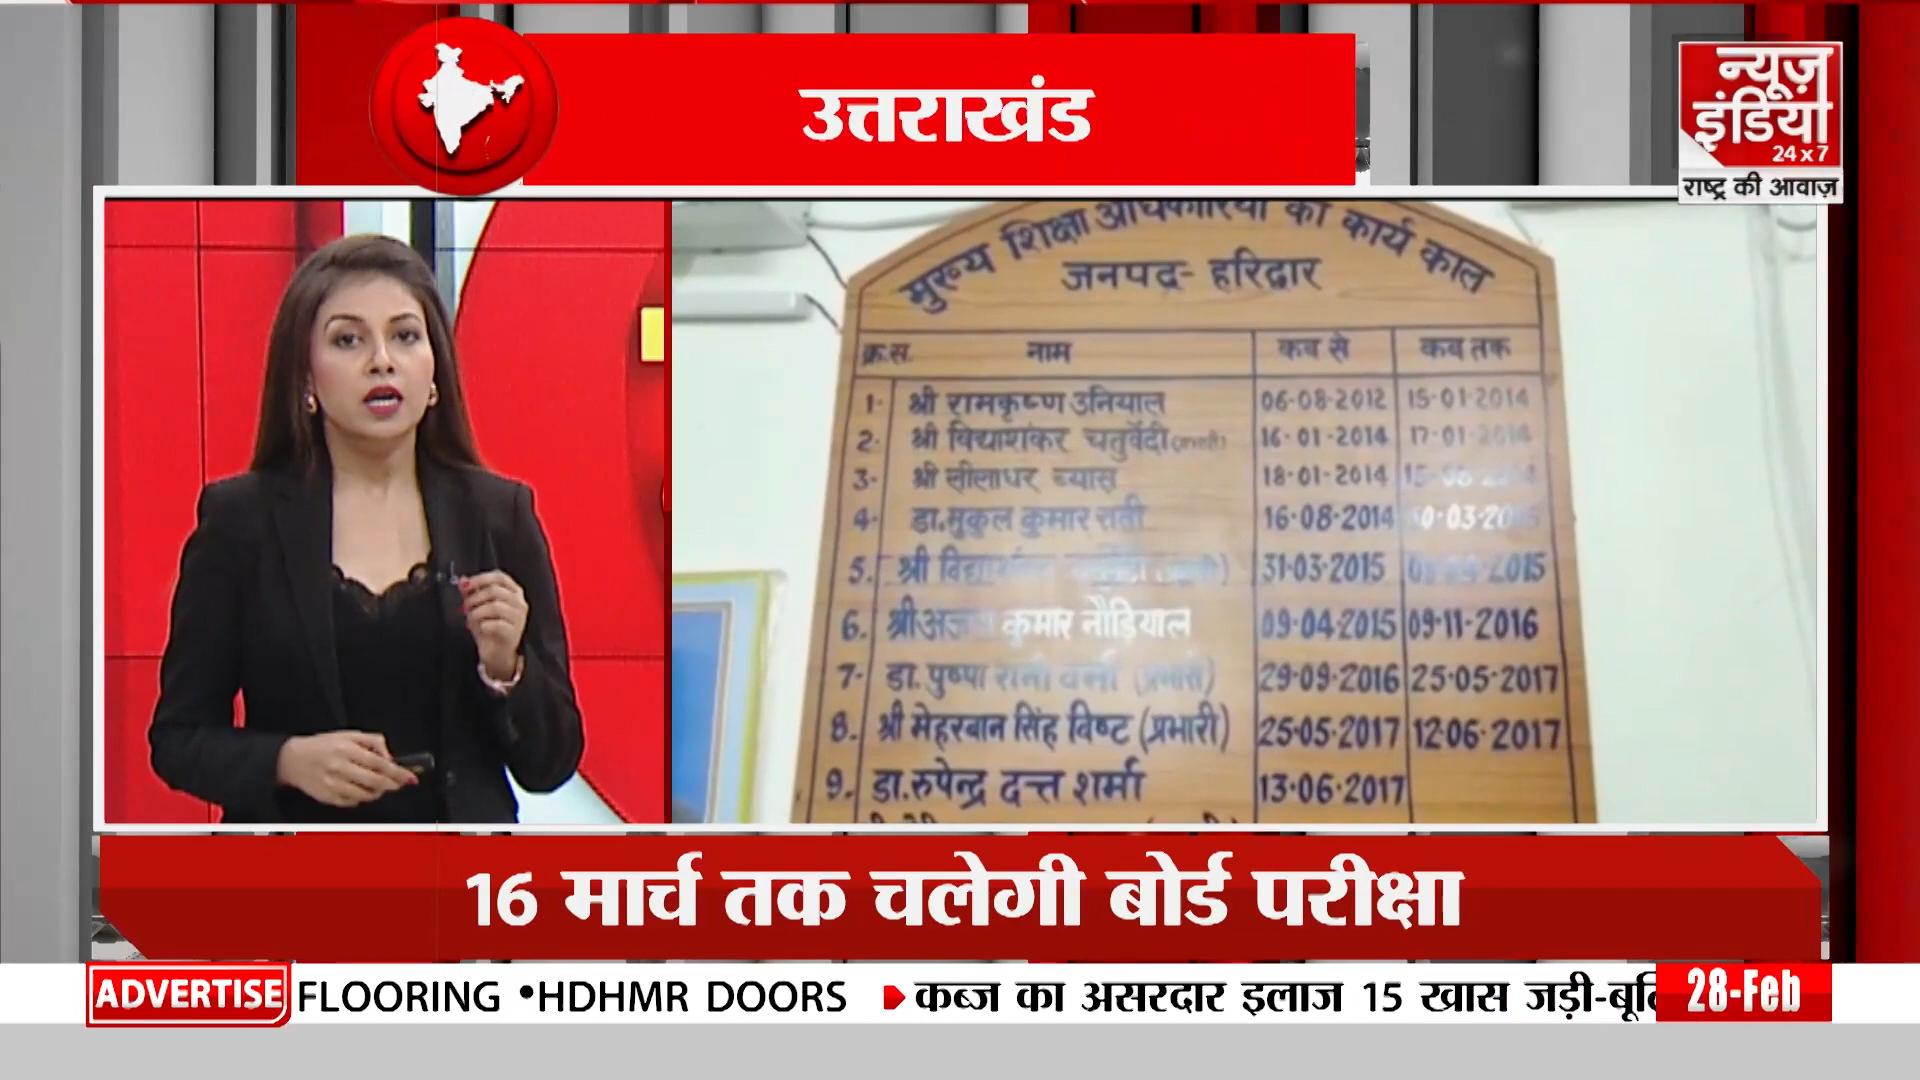 उत्तराखंड
न्यूज़
इंडिया
24x7
राष्ट्र की आवाज़
मुख्य शिक्षा अधिकारियों का कार्य काल
जनपद- हरिद्वार
क्र.स. नाम कब से कब तक
1- श्री रामकृष्ण उनियाल 06-08-2012 15-01-2014
2- श्री विद्याशंकर चतुर्वेदी 16-01-2014 17-01-2014
3- श्री लीलाधर व्यास 18-01-2014
4- डा.मुकुल कुमार सती 16-08-2014
5. श्री 31-03-2015
6. श्री कुमार नौडियाल 09-04-2015 09-11-2016
7- डा. पुष्पा रानी वर्मा (प्रभारी) 29-09-2016 25-05-2017
8. श्री मेहरबान सिंह विष्ट (प्रभारी) 25-05-2017 12-06-2017
9. डा.रुपेन्द्र दत्त शर्मा 13-06-2017
16 मार्च तक चलेगी बोर्ड परीक्षा
ADVERTISE FLOORING •HDHMR DOORS कब्ज का असरदार इलाज 15 खास 28-Feb